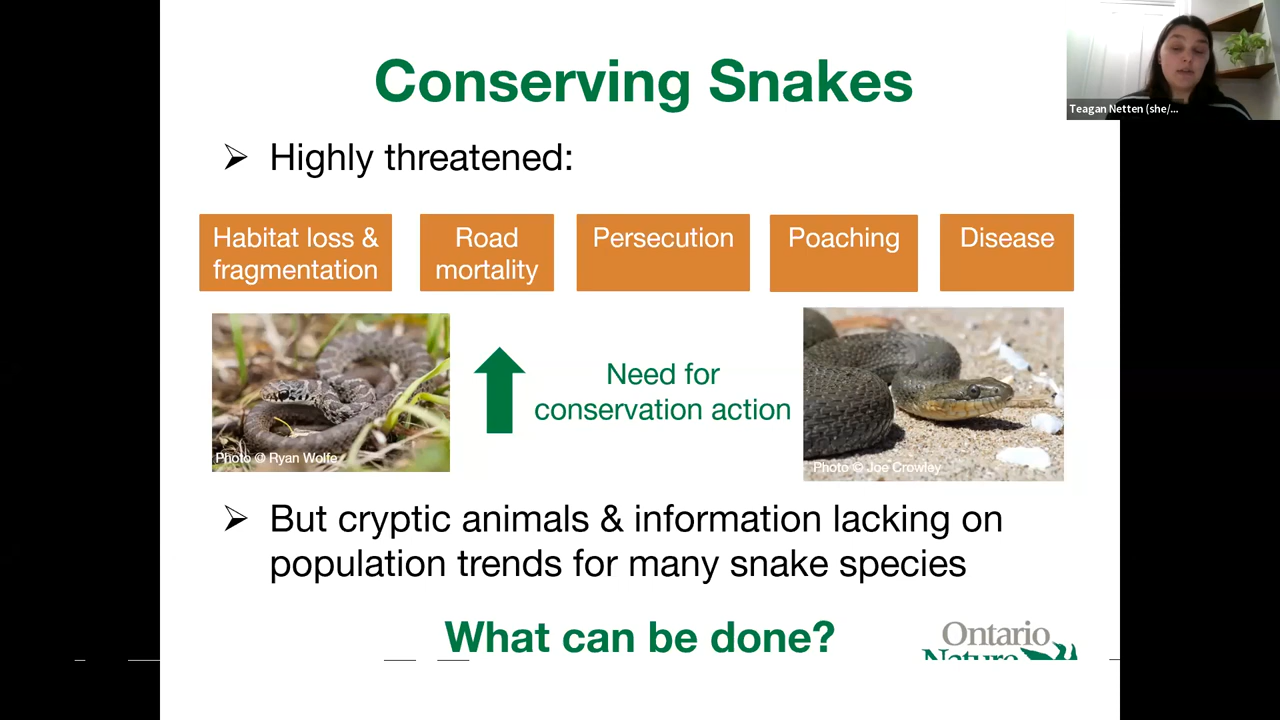 Conserving Snakes
Teagan Netten (she/...
➢ Highly threatened:
Habitat loss &
fragmentation
Road
mortality
Persecution
Poaching
Disease
Need for
conservation action
Photo @ Ryan Wolfe
Photo © Joe Crowley
➢ But cryptic animals & information lacking on
population trends for many snake species
What can be done?
Ontario
Nature